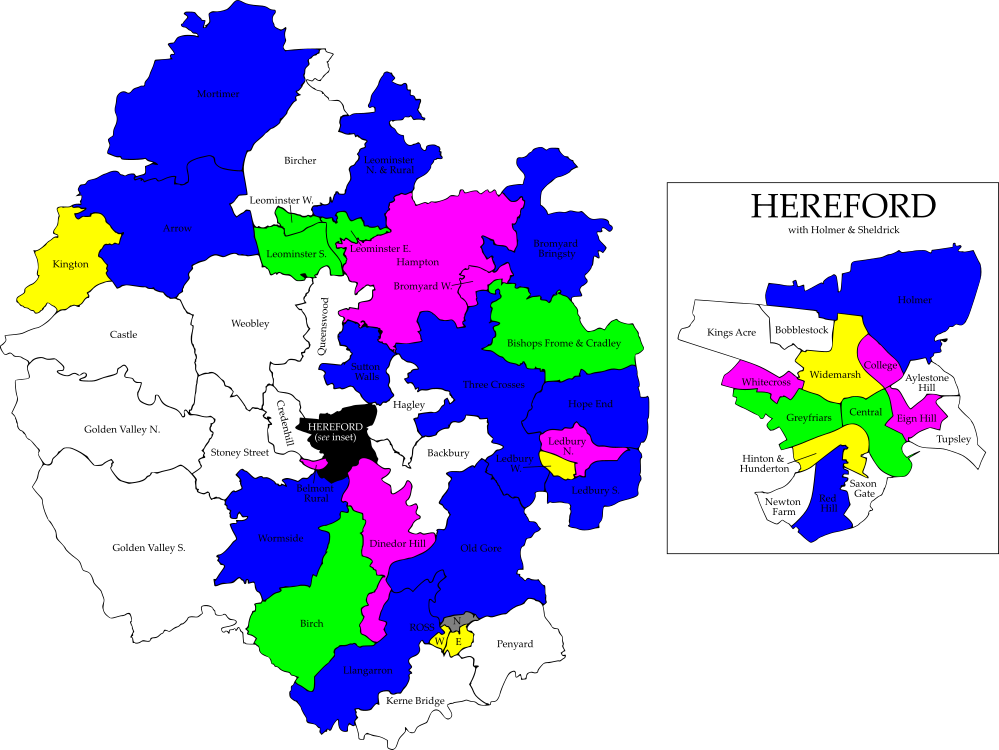 Mortimer
Bircher
Leominster
N. & Rural
Leominster W.
Arrow
Leominster E.
Leominster S.
Kington
Hampton
Bromyard
Bringsty
Bromyard W.
Castle
Weobley
Queenswood
Bishops Frome & Cradley
Sutton
Walls
Three Crosses
Hope End
Hagley
Credenhill
Golden Valley N.
HEREFORD
(see inset)
Stoney Street
Backbury
Ledbury
N.
Ledbury
W.
Ledbury S.
Belmont
Rural
Wormside
Dinedor Hill
Golden Valley S.
Old Gore
Birch
ROSS
N
W
E
Penyard
Llangarron
Kerne Bridge
HEREFORD
with Holmer & Sheldrick
Holmer
Kings Acre
Bobblestock
College
Widemarsh
Whitecross
Aylestone
Hill
Greyfriars
Central
Eign Hill
Tupsley
Hinton &
Hunderton
Saxon
Gate
Newton
Farm
Red
Hill